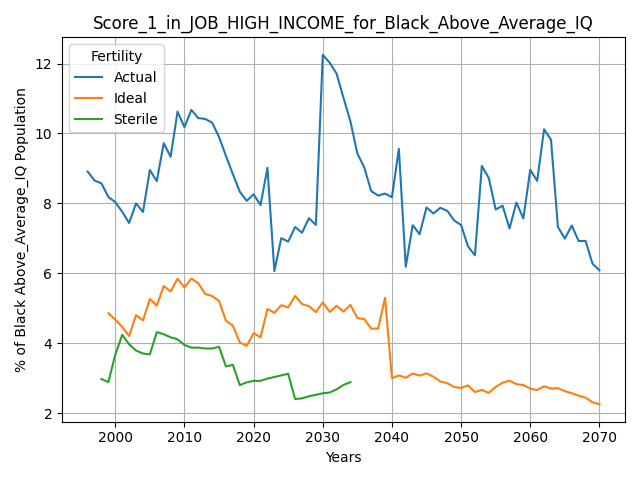 Score_1_in_JOB_HIGH_INCOME_for_Black_Above_Average_IQ
% of Black Above_Average_IQ Population
12
10
8
6
4
2
Fertility
Actual
Ideal
Sterile
2000 2010 2020 2030 2040 2050 2060 2070
Years